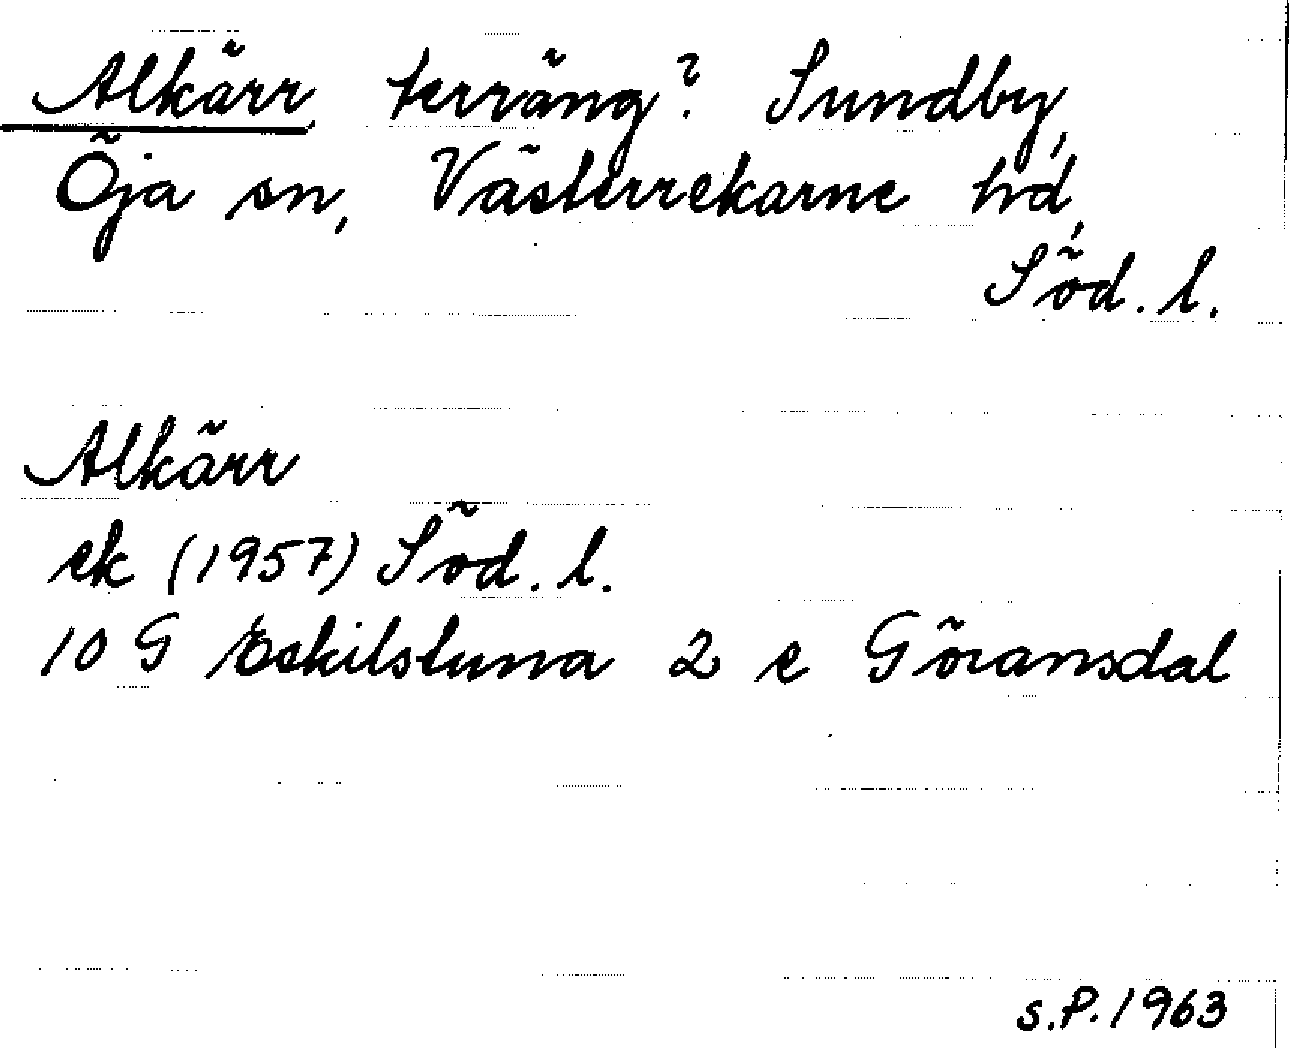 Alkärr, terräng? Sundby,
Öja sn, Västerrekarne hd,
Söd. l.
Alkärr
ek (1957) Söd. l.
10 G Eskilstuna 2 e Göransdal
S.P. 1963